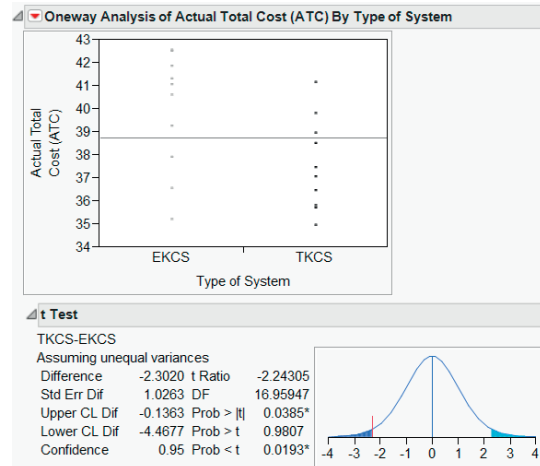 Oneway Analysis of Actual Total Cost (ATC) By Type of System
43
42
41
40
39
38
37
36
35
34
Actual Total
Cost (ATC)
EKCS TKCS
Type of System
t Test
TKCS-EKCS
Assuming unequal variances
Difference -2.3020 t Ratio -2.24305
Std Err Dif 1.0263 DF 16.95947
Upper CL Dif -0.1363 Prob > |t| 0.0385*
Lower CL Dif -4.4677 Prob > t 0.9807
Confidence 0.95 Prob < t 0.0193*
-4 -3 -2 -1 0 1 2 3 4